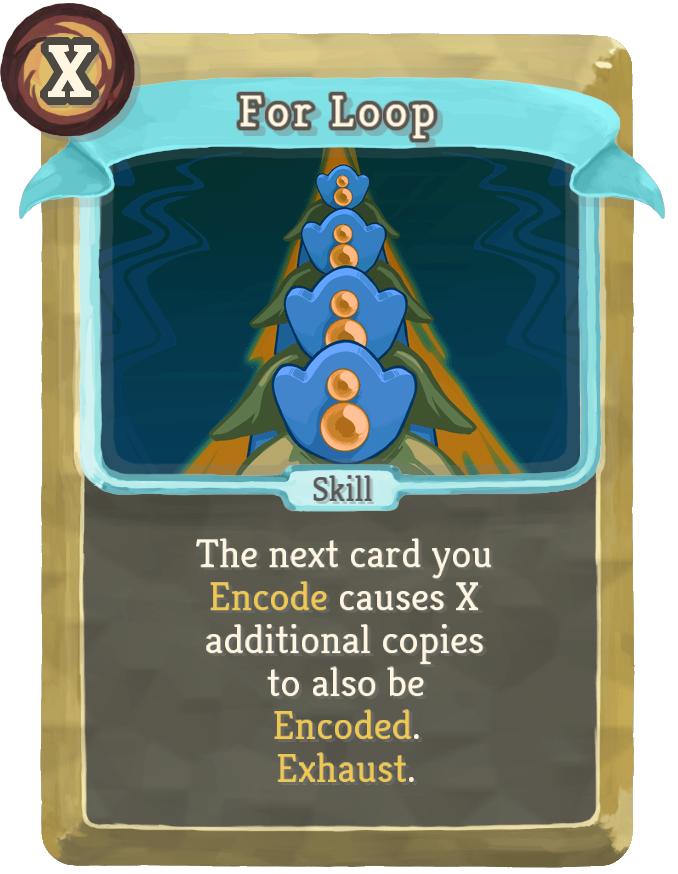 X
For Loop
Skill
The next card you
Encode causes X
additional copies
to also be
Encoded.
Exhaust.